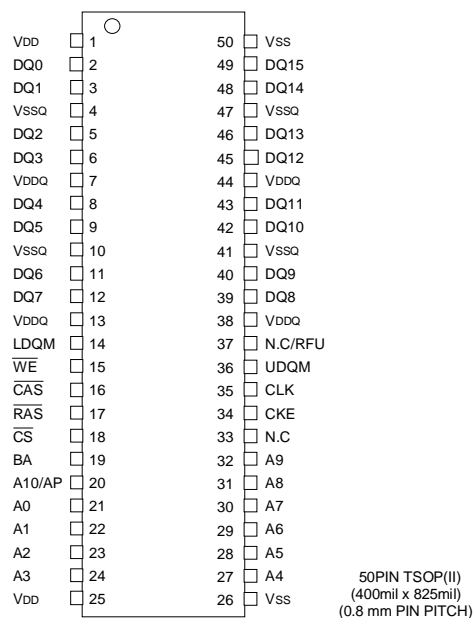 VDD 1 50 VSS
DQ0 2 49 DQ15
DQ1 3 48 DQ14
VSSQ 4 47 VSSQ
DQ2 5 46 DQ13
DQ3 6 45 DQ12
VDDQ 7 44 VDDQ
DQ4 8 43 DQ11
DQ5 9 42 DQ10
VSSQ 10 41 VSSQ
DQ6 11 40 DQ9
DQ7 12 39 DQ8
VDDQ 13 38 VDDQ
LDQM 14 37 N.C/RFU
W̅E̅ 15 36 UDQM
C̅A̅S̅ 16 35 CLK
R̅A̅S̅ 17 34 CKE
C̅S̅ 18 33 N.C
BA 19 32 A9
A10/AP 20 31 A8
A0 21 30 A7
A1 22 29 A6
A2 23 28 A5
A3 24 27 A4
VDD 25 26 VSS
50PIN TSOP(II)
(400mil x 825mil)
(0.8 mm PIN PITCH)